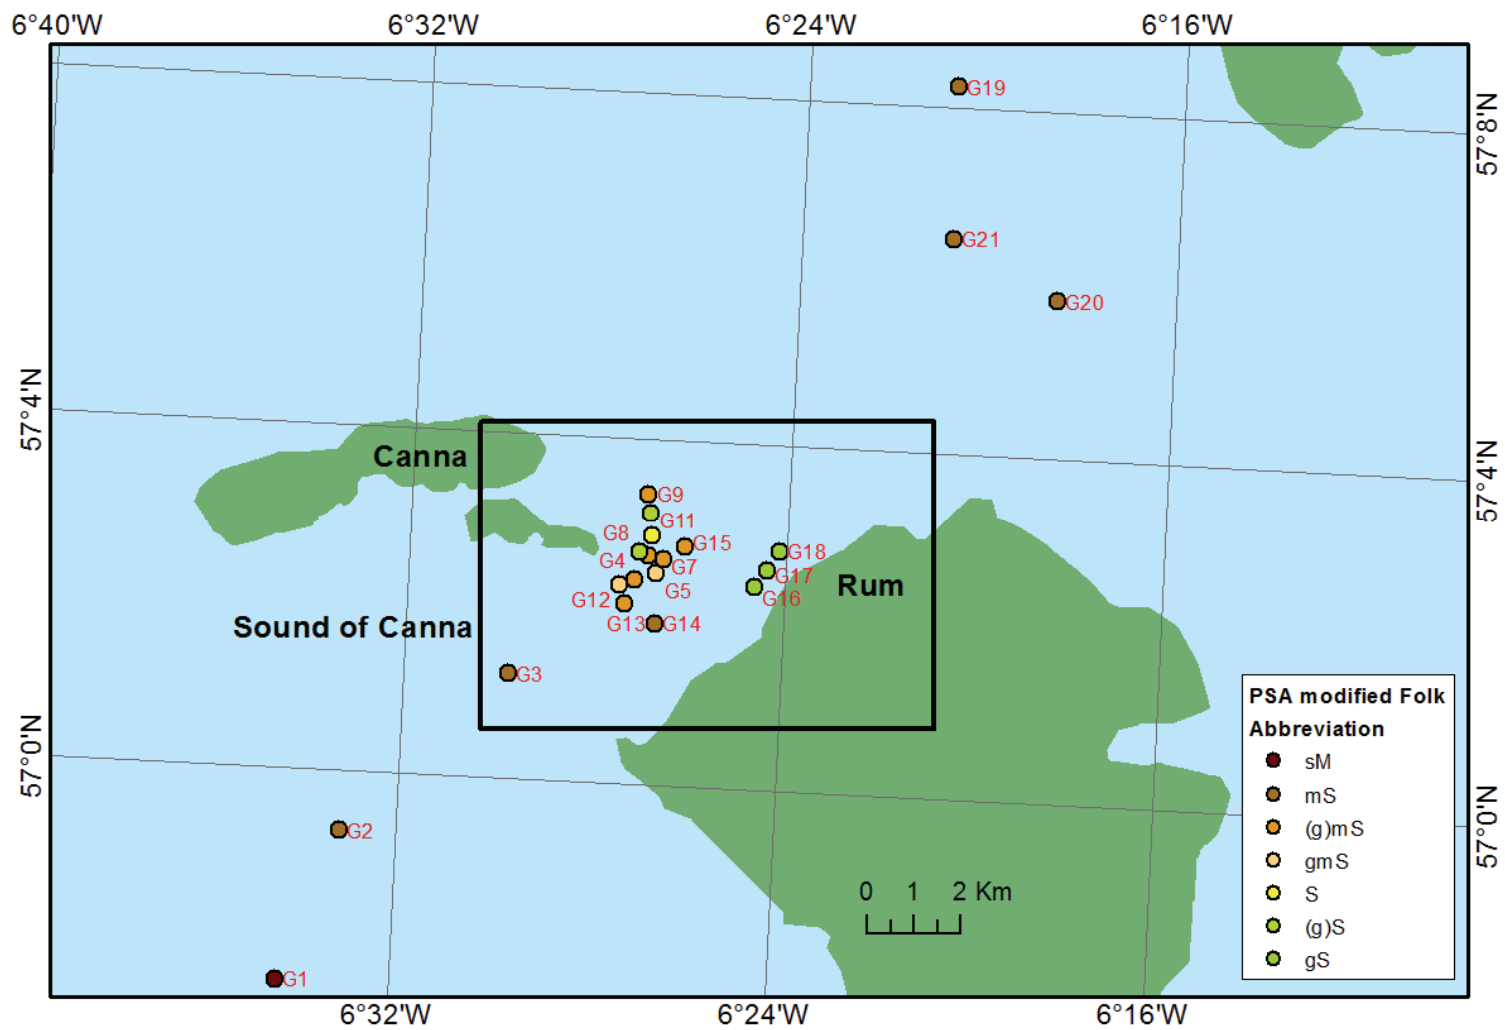 6°40'W 6°32'W 6°24'W 6°16'W
G19
57°8'N
G21
G20
57°4'N
Canna
57°4'N
G9
G11
G8
G15
G18
G4
G7
G17
Rum
G5
G16
G12
G13 G14
Sound of Canna
G3
PSA modified Folk
Abbreviation
sM
mS
(g)mS
gmS
S
(g)S
gS
57°0'N
57°0'N
G2
0 1 2 Km
G1
6°32'W 6°24'W 6°16'W